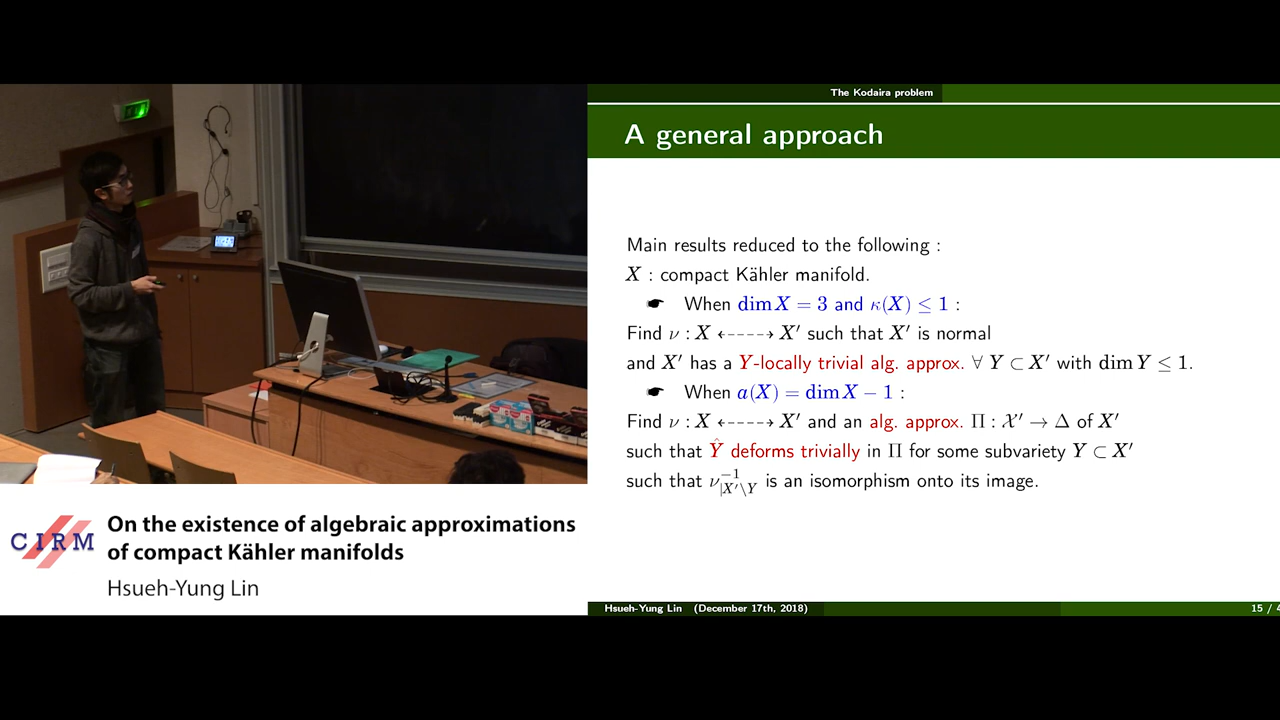 The Kodaira problem
A general approach
Main results reduced to the following :
X : compact Kähler manifold.
☛ When dim X = 3 and κ(X) ≤ 1 :
Find ν : X ⇠⇢ X′ such that X′ is normal
and X′ has a Y-locally trivial alg. approx. ∀ Y ⊂ X′ with dim Y ≤ 1.
☛ When a(X) = dim X − 1 :
Find ν : X ⇠⇢ X′ and an alg. approx. Π : 𝒳′ → Δ of X′
such that Ŷ deforms trivially in Π for some subvariety Y ⊂ X′
such that ν⁻¹|X′\Y is an isomorphism onto its image.
CIRM
On the existence of algebraic approximations
of compact Kähler manifolds
Hsueh-Yung Lin
Hsueh-Yung Lin (December 17th, 2018)
15 /